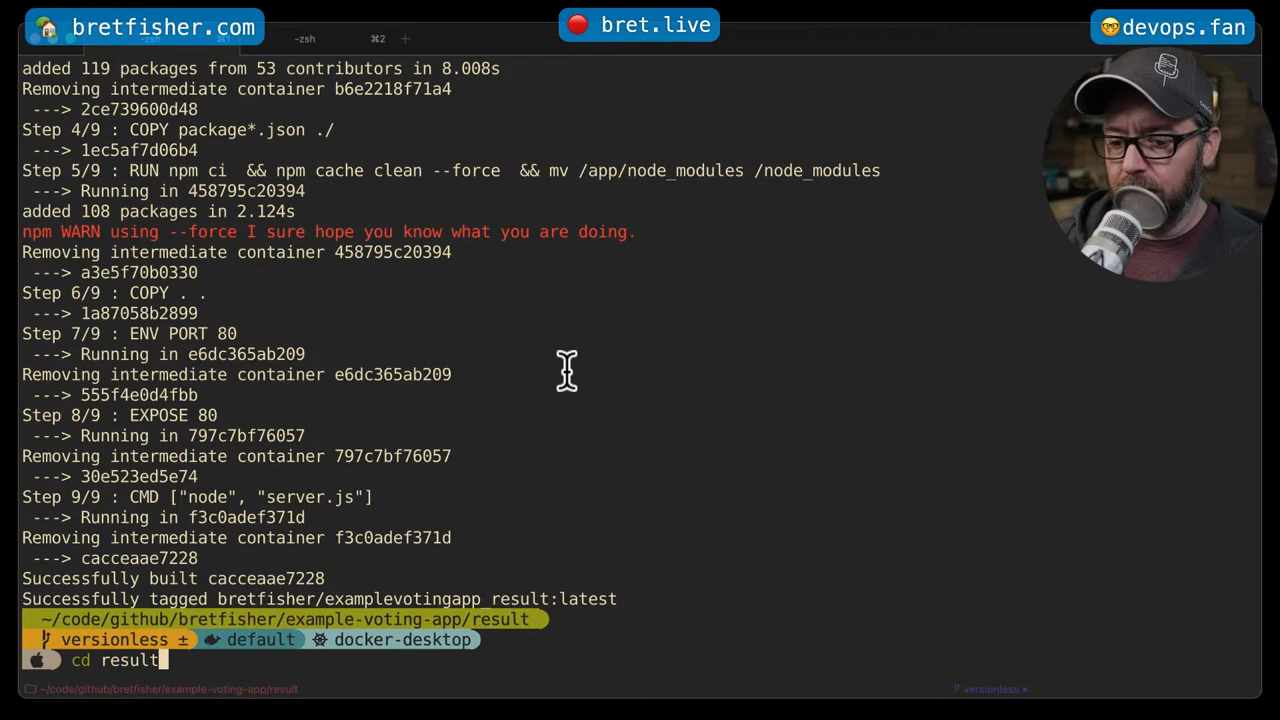 bretfisher.com
bret.live
devops.fan
-zsh ⌘1
-zsh ⌘2 +
added 119 packages from 53 contributors in 8.008s
Removing intermediate container b6e2218f71a4
---> 2ce739600d48
Step 4/9 : COPY package*.json ./
---> 1ec5af7d06b4
Step 5/9 : RUN npm ci  && npm cache clean --force  && mv /app/node_modules /node_modules
---> Running in 458795c20394
added 108 packages in 2.124s
npm WARN using --force I sure hope you know what you are doing.
Removing intermediate container 458795c20394
---> a3e5f70b0330
Step 6/9 : COPY . .
---> 1a87058b2899
Step 7/9 : ENV PORT 80
---> Running in e6dc365ab209
Removing intermediate container e6dc365ab209
---> 555f4e0d4fbb
Step 8/9 : EXPOSE 80
---> Running in 797c7bf76057
Removing intermediate container 797c7bf76057
---> 30e523ed5e74
Step 9/9 : CMD ["node", "server.js"]
---> Running in f3c0adef371d
Removing intermediate container f3c0adef371d
---> cacceaae7228
Successfully built cacceaae7228
Successfully tagged bretfisher/examplevotingapp_result:latest
~/code/github/bretfisher/example-voting-app/result
versionless ± default docker-desktop
cd result
~/code/github/bretfisher/example-voting-app/result versionless